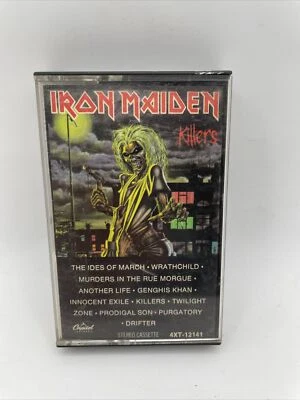 IRON MAIDEN
Killers
THE IDES OF MARCH • WRATHCHILD •
MURDERS IN THE RUE MORGUE •
ANOTHER LIFE • GENGHIS KHAN •
INNOCENT EXILE • KILLERS • TWILIGHT
ZONE • PRODIGAL SON • PURGATORY
• DRIFTER
Capitol
STEREO CASSETTE 4XT-12141